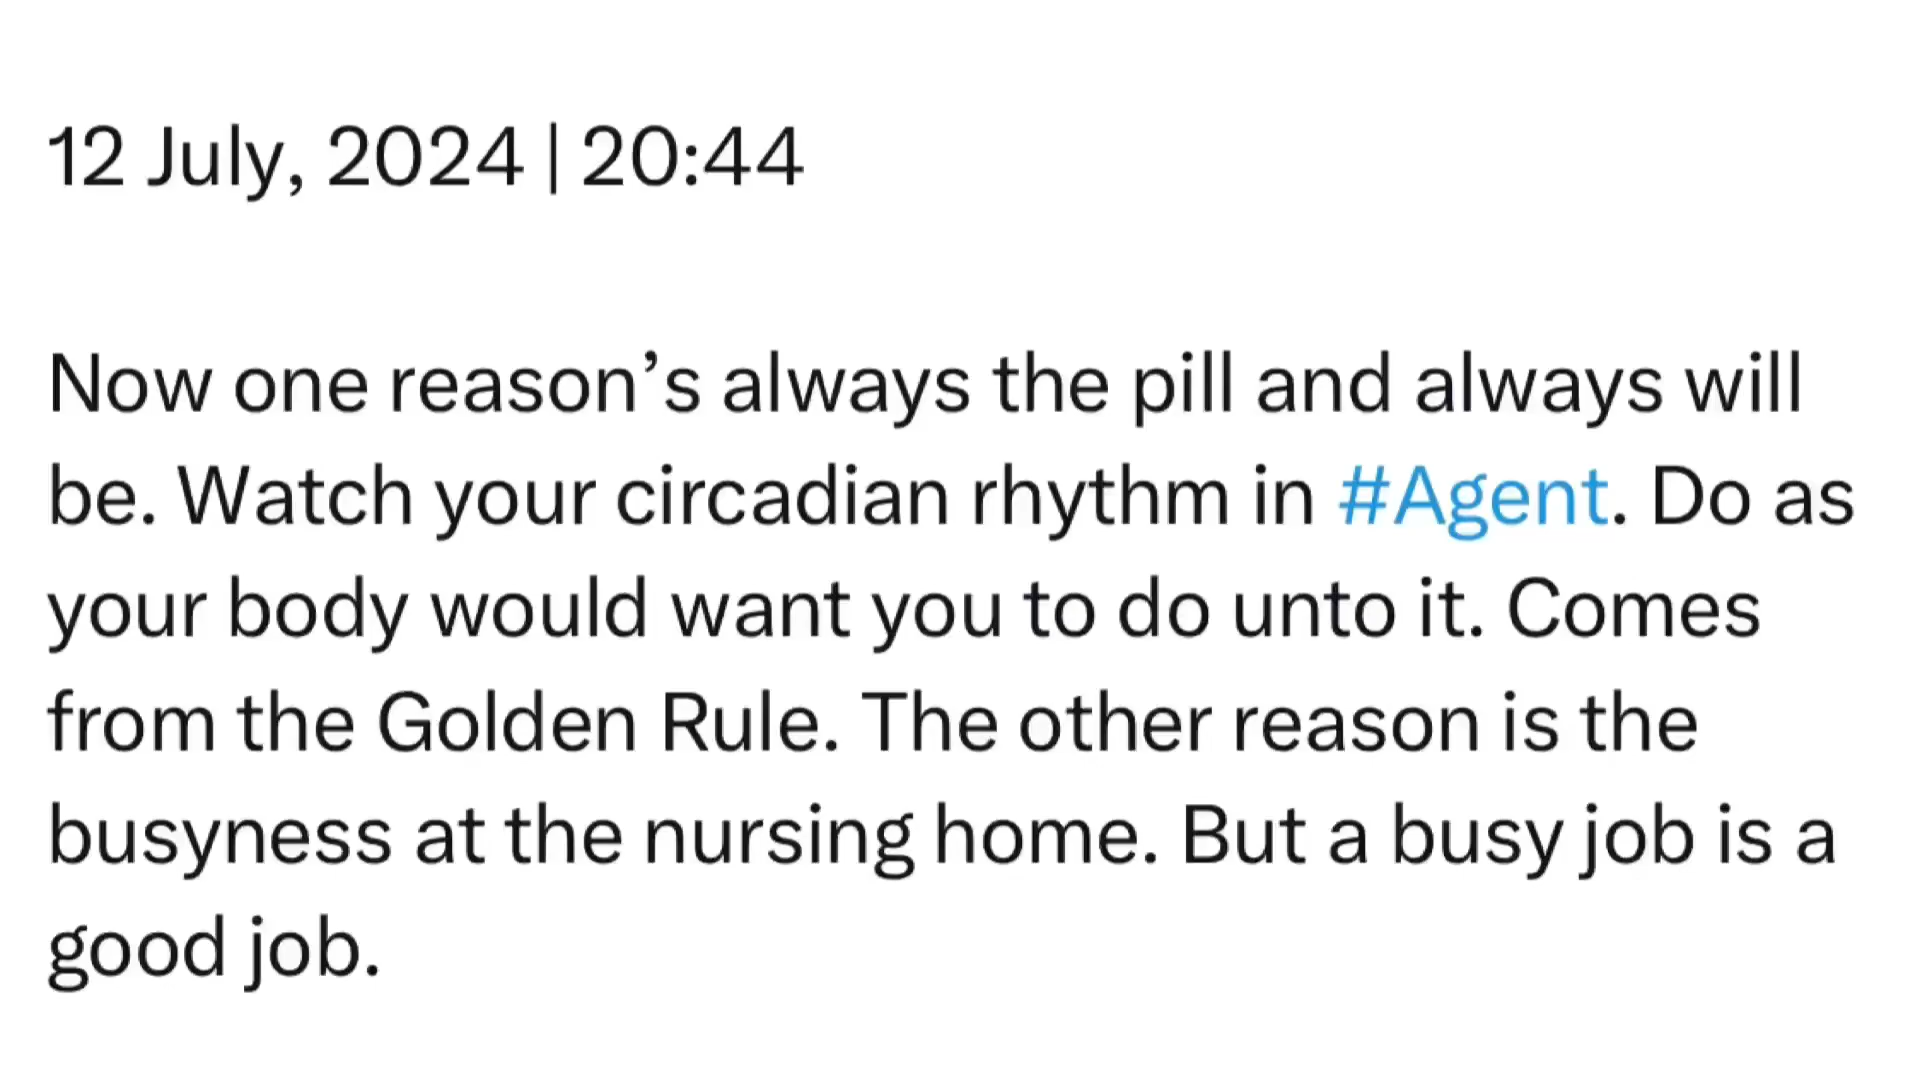 12 July, 2024 | 20:44
Now one reason’s always the pill and always will
be. Watch your circadian rhythm in #Agent. Do as
your body would want you to do unto it. Comes
from the Golden Rule. The other reason is the
busyness at the nursing home. But a busy job is a
good job.